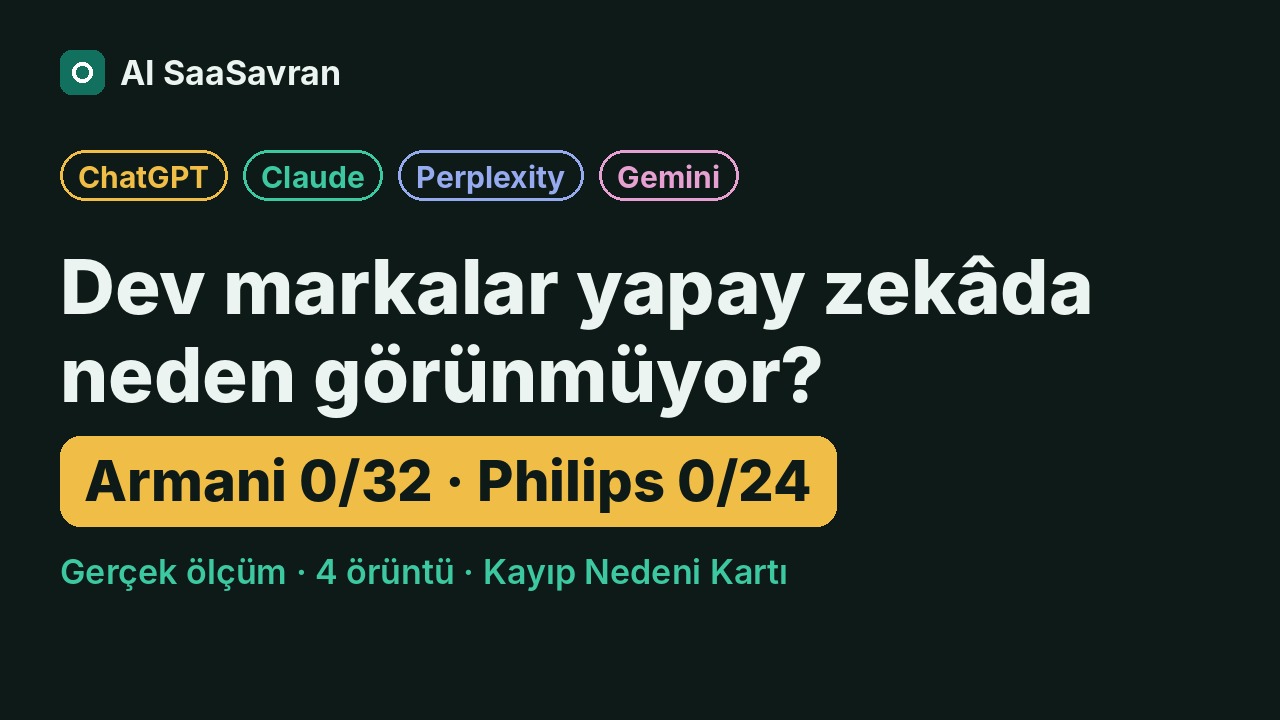 AI SaaSavran
ChatGPT Claude Perplexity Gemini
Dev markalar yapay zekâda
neden görünmüyor?
Armani 0/32 · Philips 0/24
Gerçek ölçüm · 4 örüntü · Kayıp Nedeni Kartı